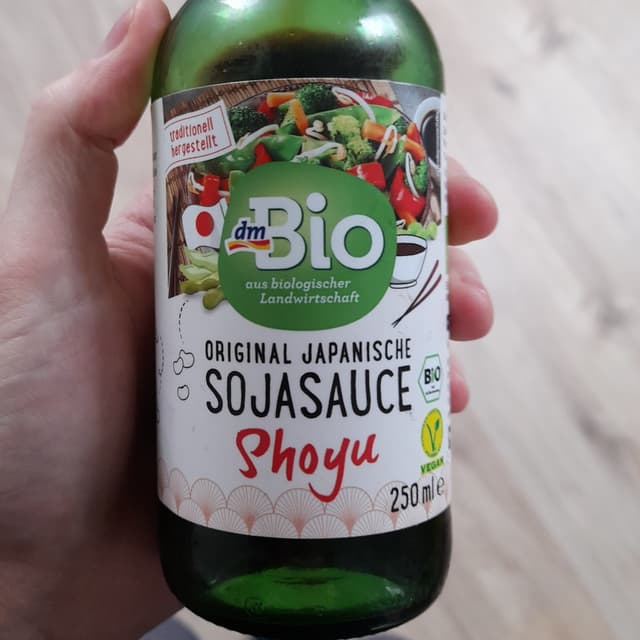 traditionell
hergestellt
dm
Bio
aus biologischer
Landwirtschaft
ORIGINAL JAPANISCHE
SOJASAUCE
Shoyu
BIO
V
VEGAN
250 ml e